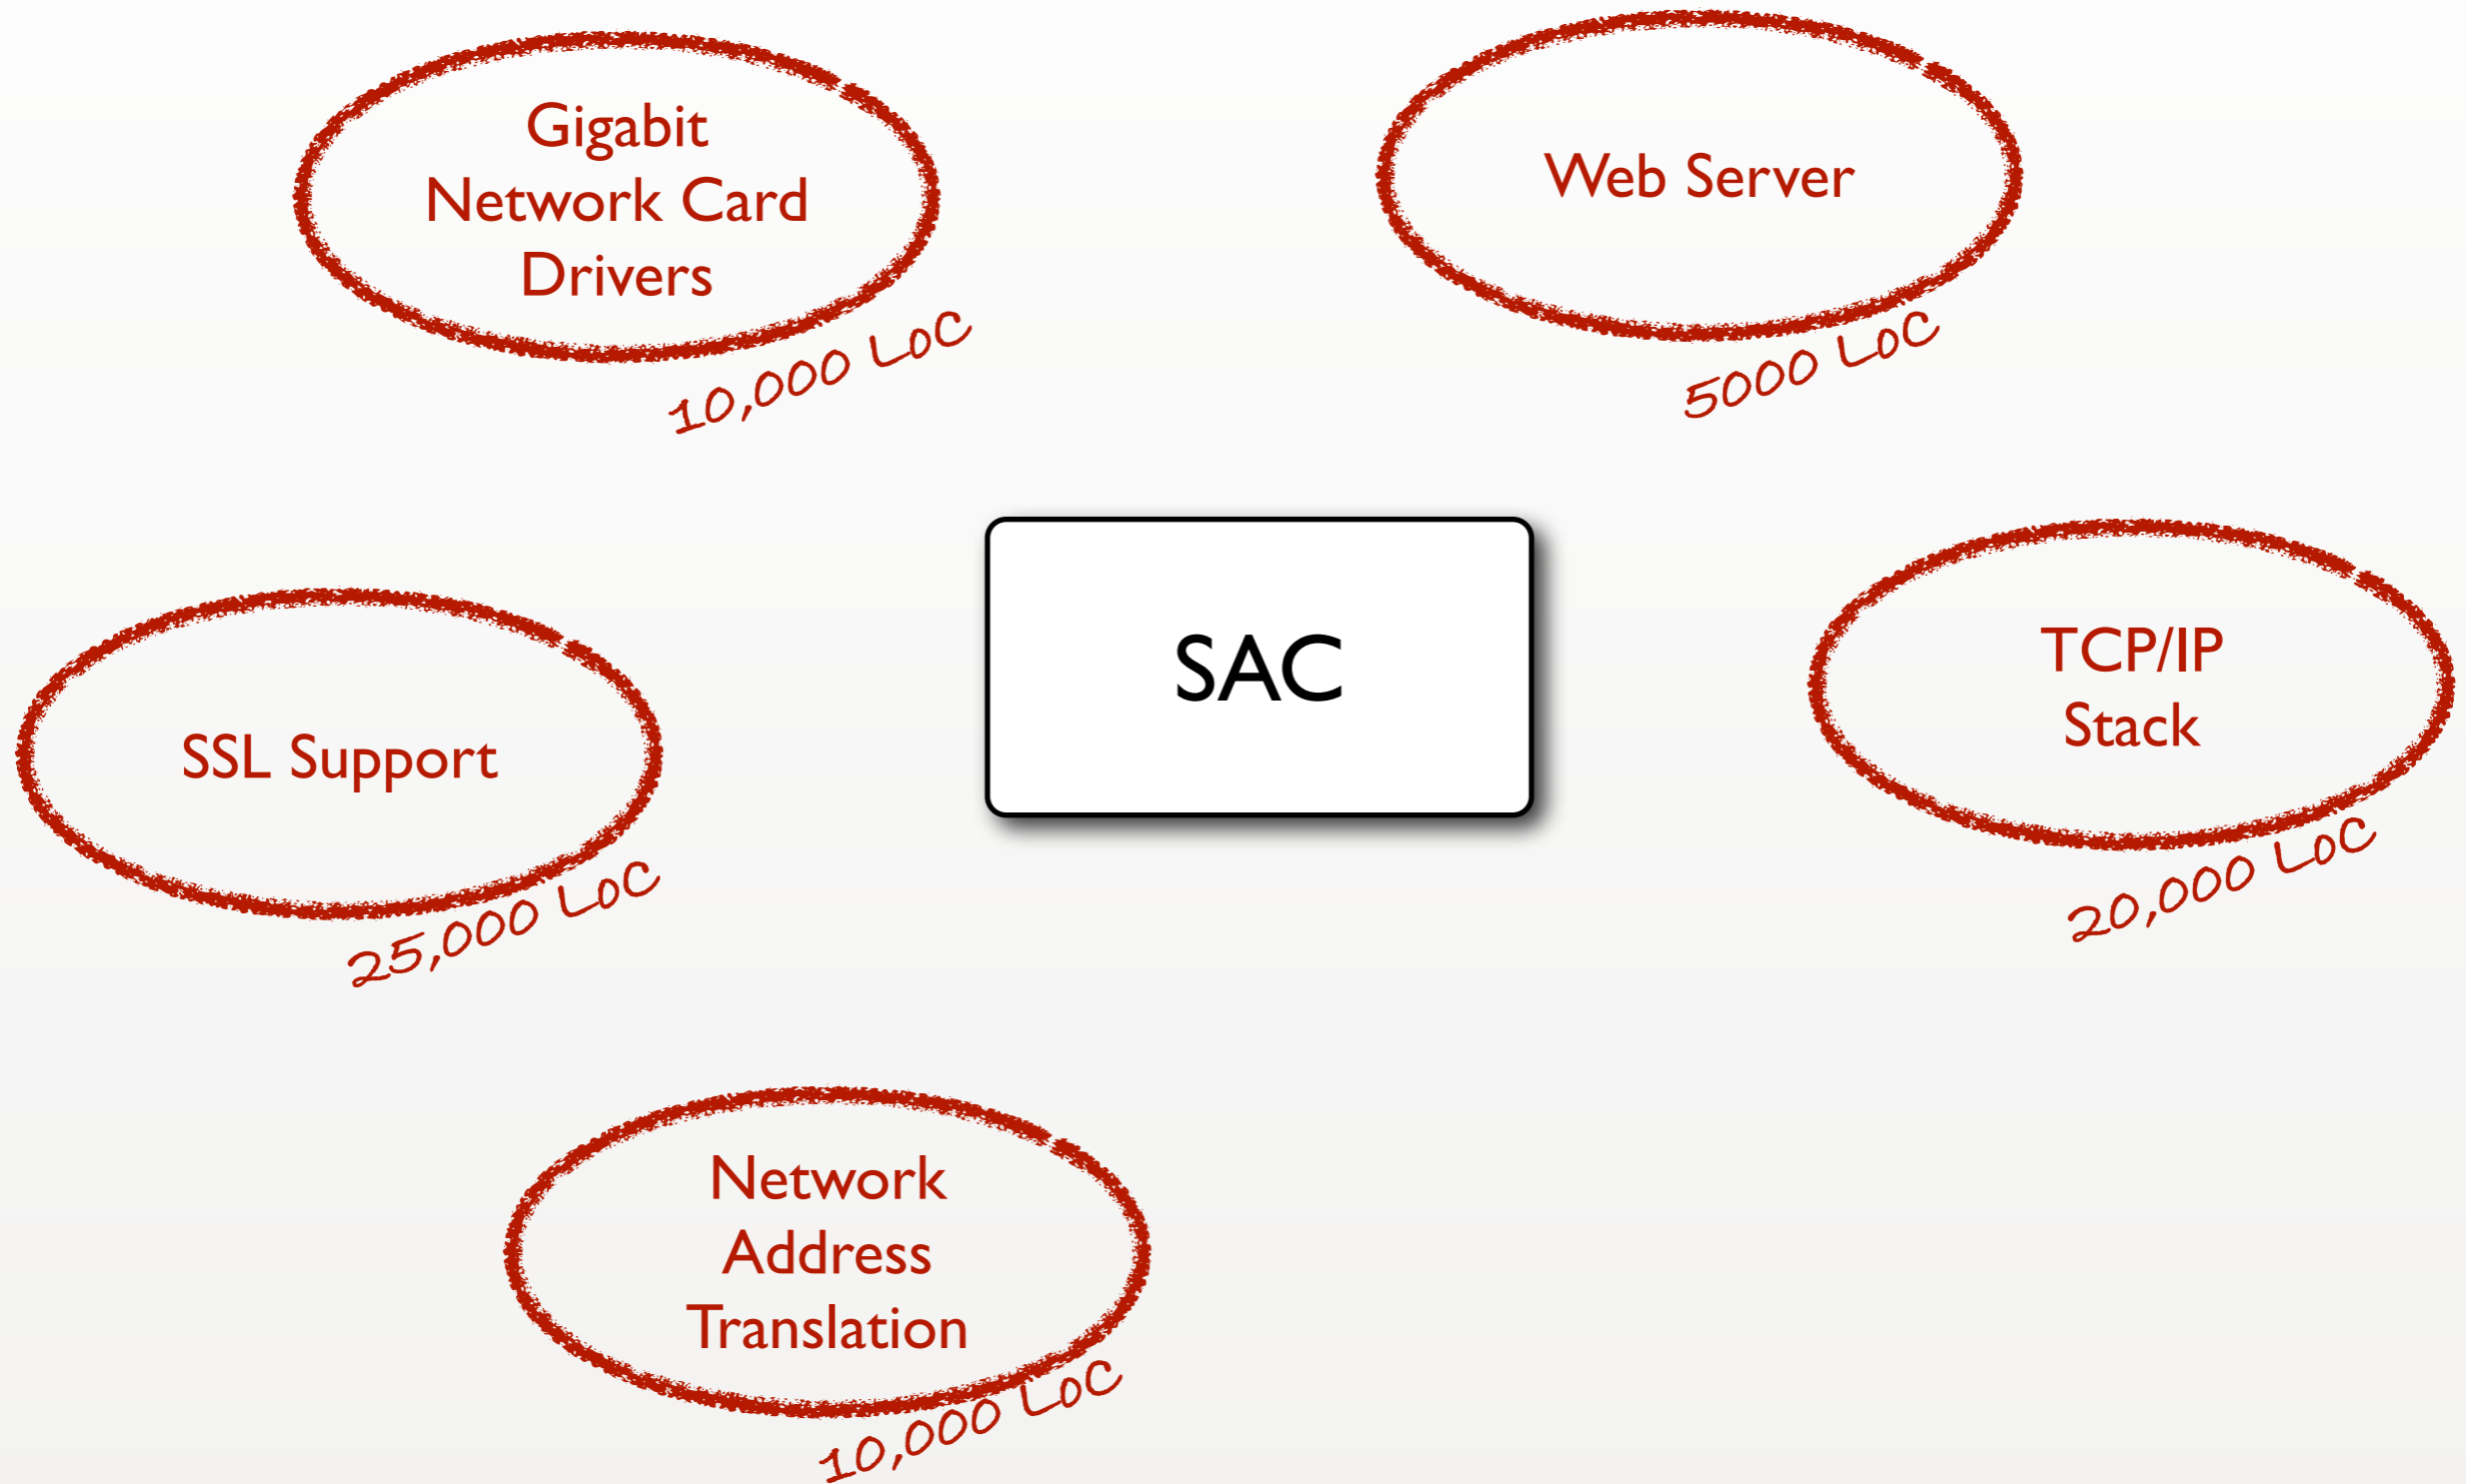 Gigabit
Network Card
Drivers
10,000 LoC
Web Server
5000 LoC
SAC
SSL Support
25,000 LoC
TCP/IP
Stack
20,000 LoC
Network
Address
Translation
10,000 LoC